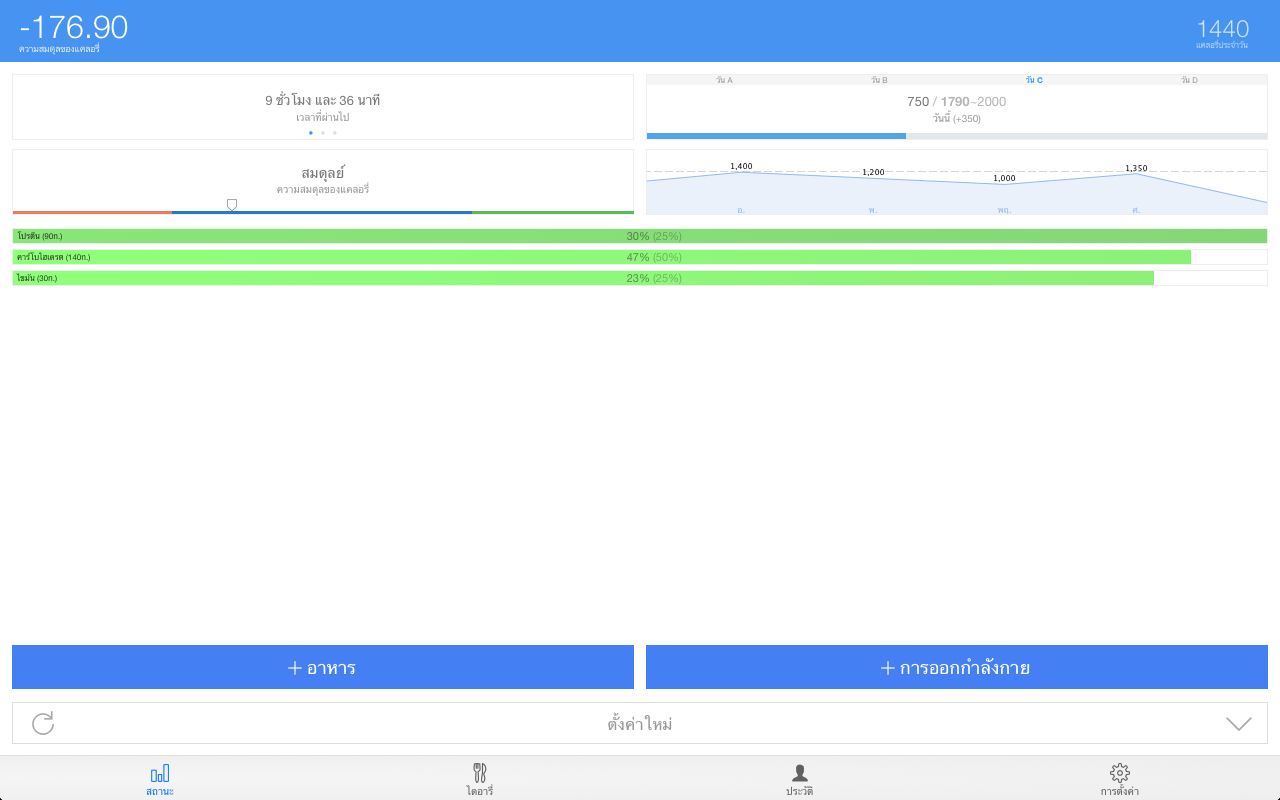 -176.90
ความสมดุลของแคลอรี่
1440
แคลอรี่ประจำวัน
9 ชั่วโมง และ 36 นาที
เวลาที่ผ่านไป
วัน A
วัน B
วัน C
วัน D
750 / 1790~2000
วันนี้ (+350)
สมดุลย์
ความสมดุลของแคลอรี่
1,400
1,200
1,000
1,350
อ.
พ.
พฤ.
ศ.
โปรตีน (90ก.)
30% (25%)
คาร์โบไฮเดรต (140ก.)
47% (50%)
ไขมัน (30ก.)
23% (25%)
+ อาหาร
+ การออกกำลังกาย
ตั้งค่าใหม่
สถานะ
ไดอารี่
ประวัติ
การตั้งค่า